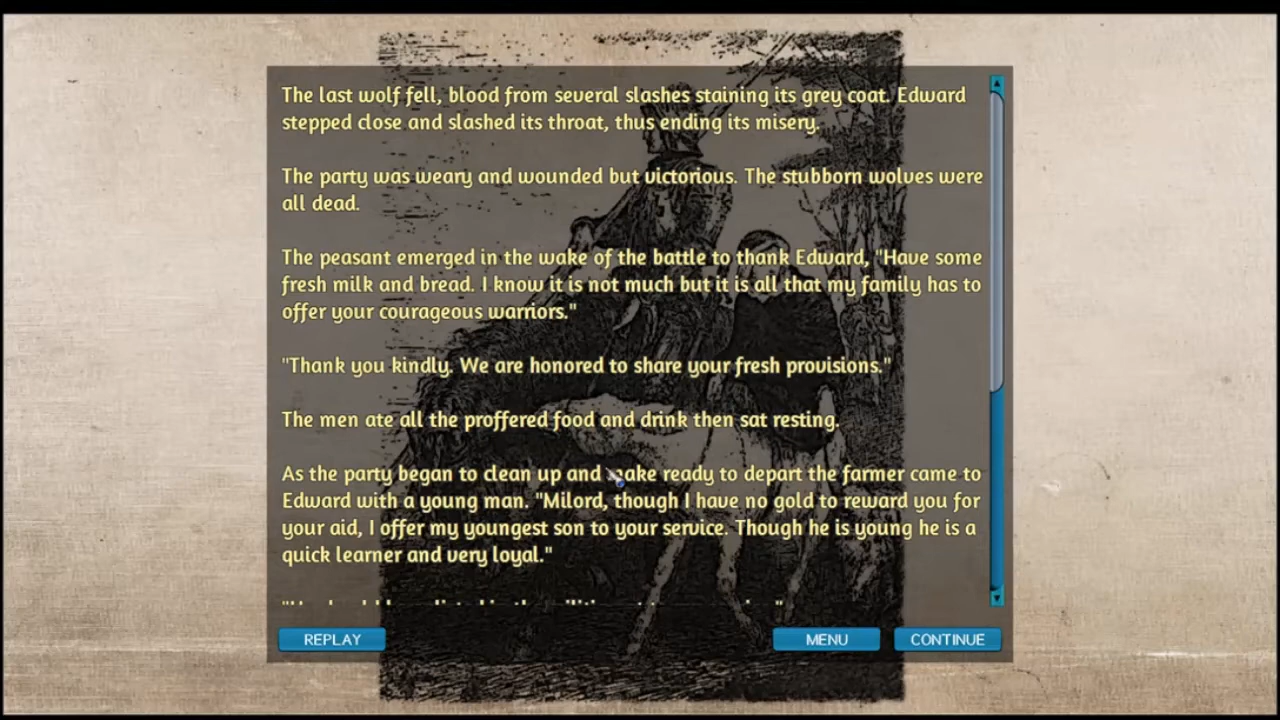 The last wolf fell, blood from several slashes staining its grey coat. Edward
stepped close and slashed its throat, thus ending its misery.
The party was weary and wounded but victorious. The stubborn wolves were
all dead.
The peasant emerged in the wake of the battle to thank Edward, "Have some
fresh milk and bread. I know it is not much but it is all that my family has to
offer your courageous warriors."
"Thank you kindly. We are honored to share your fresh provisions."
The men ate all the proffered food and drink then sat resting.
As the party began to clean up and make ready to depart the farmer came to
Edward with a young man. "Milord, though I have no gold to reward you for
your aid, I offer my youngest son to your service. Though he is young he is a
quick learner and very loyal."
REPLAY
MENU
CONTINUE